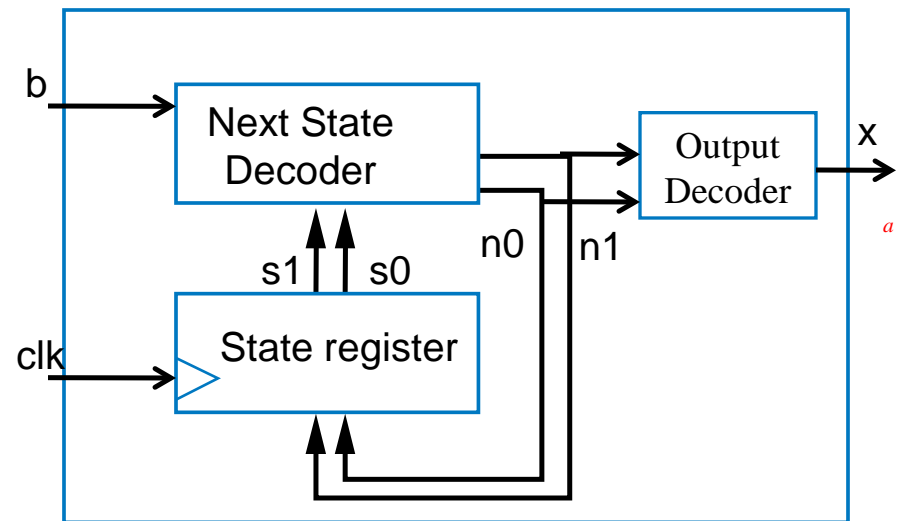 b
Next State
Decoder
Output
Decoder
x
a
n0
n1
s1
s0
State register
clk